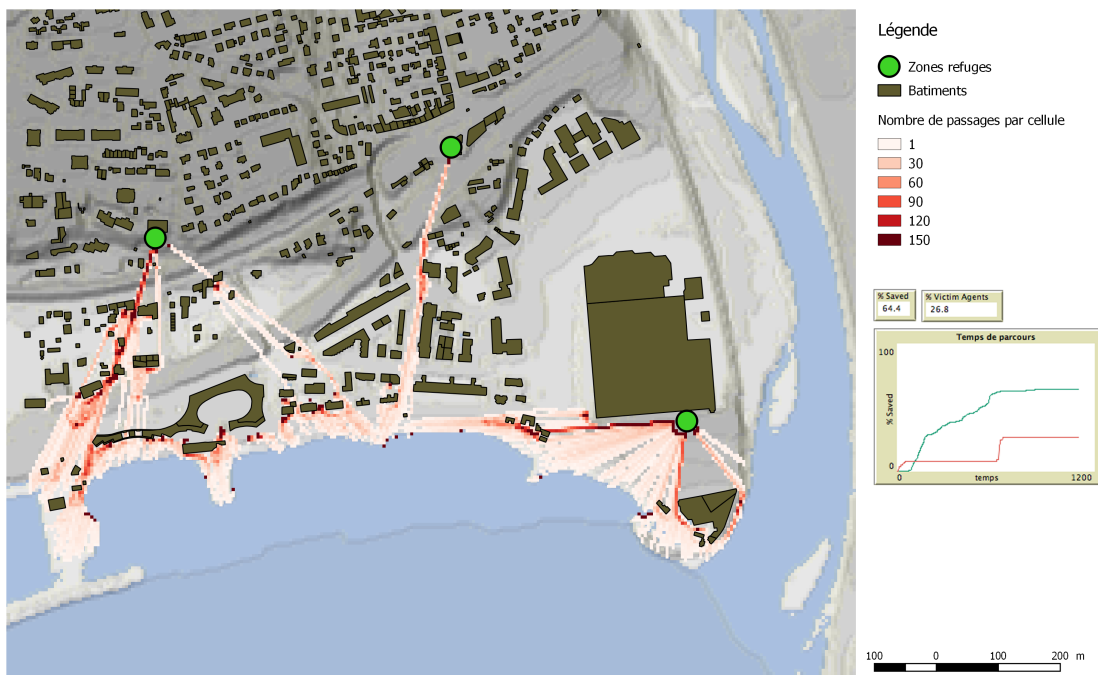 Légende
Zones refuges
Batiments
Nombre de passages par cellule
1
30
60
90
120
150
% Saved
64.4
% Victim Agents
26.8
Temps de parcours
100
% Saved
0
0
temps
1200
100 0 100 200 m